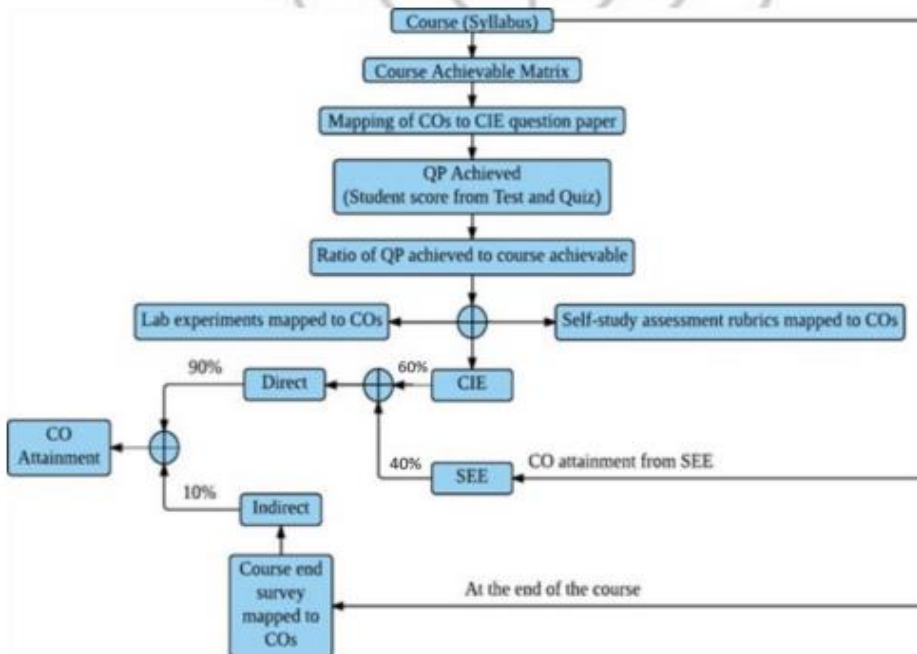 Course (Syllabus)
Course Achievable Matrix
Mapping of COs to CIE question paper
QP Achieved
(Student score from Test and Quiz)
Ratio of QP achieved to course achievable
Lab experiments mapped to COs
Self-study assessment rubrics mapped to COs
90%
Direct
60%
CIE
CO
Attainment
40%
SEE
CO attainment from SEE
10%
Indirect
Course end
survey
mapped to
COs
At the end of the course